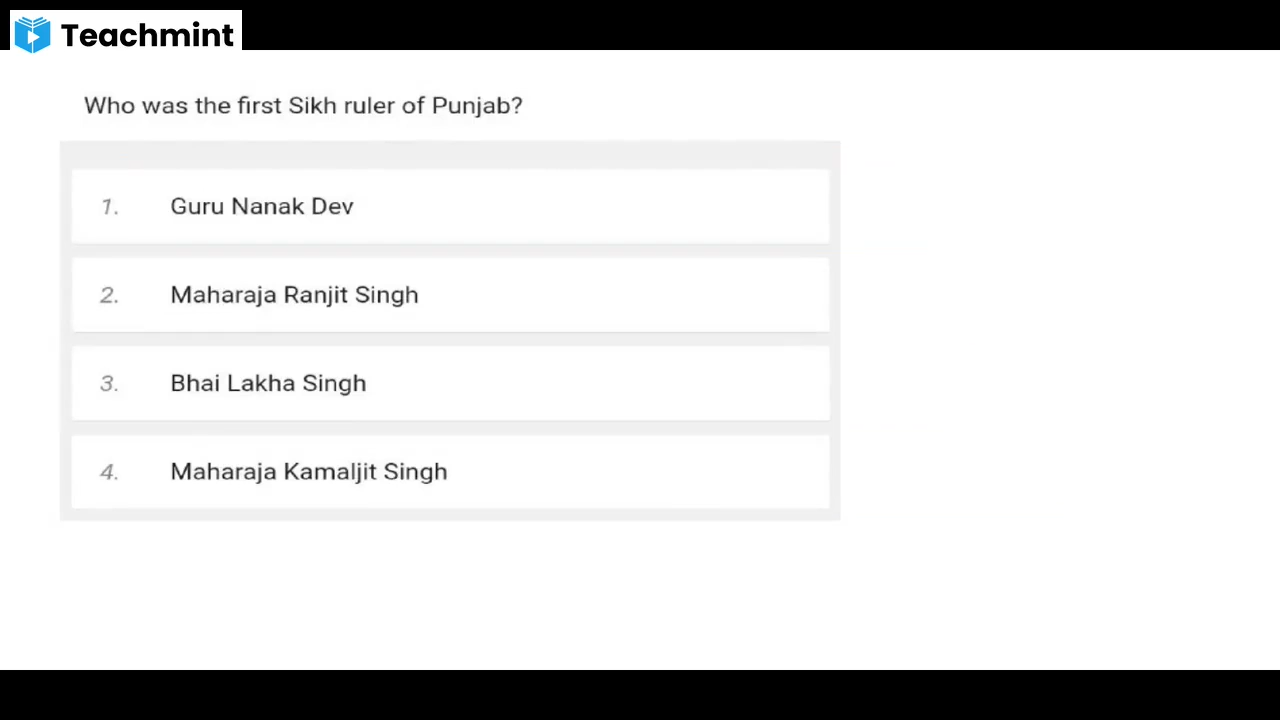 Teachmint
Who was the first Sikh ruler of Punjab?
1. Guru Nanak Dev
2. Maharaja Ranjit Singh
3. Bhai Lakha Singh
4. Maharaja Kamaljit Singh